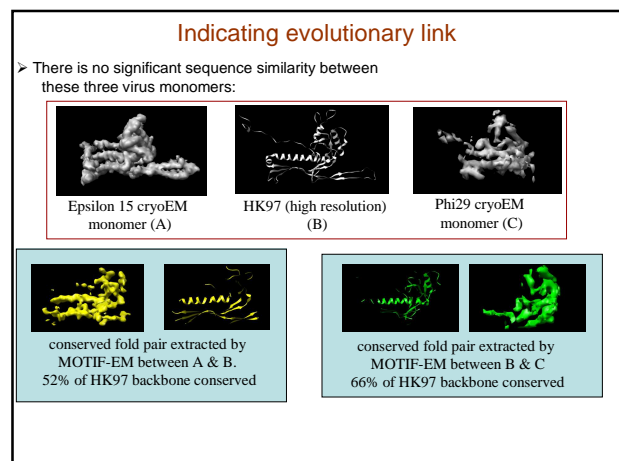 Indicating evolutionary link
➢ There is no significant sequence similarity between
these three virus monomers:
Epsilon 15 cryoEM
monomer (A)
HK97 (high resolution)
(B)
Phi29 cryoEM
monomer (C)
conserved fold pair extracted by
MOTIF-EM between A & B.
52% of HK97 backbone conserved
conserved fold pair extracted by
MOTIF-EM between B & C
66% of HK97 backbone conserved